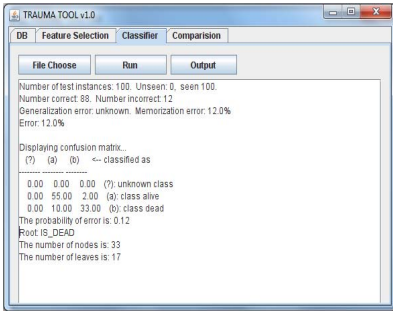 TRAUMA TOOL v1.0
DB Feature Selection Classifier Comparision
File Choose Run Output
Number of test instances: 100. Unseen: 0, seen 100.
Number correct: 88. Number incorrect: 12
Generalization error: unknown. Memorization error: 12.0%
Error: 12.0%
Displaying confusion matrix...
(?) (a) (b) <-- classified as
-------- -------- --------
0.00 0.00 0.00 (?): unknown class
0.00 55.00 2.00 (a): class alive
0.00 10.00 33.00 (b): class dead
The probability of error is: 0.12
Root: IS_DEAD
The number of nodes is: 33
The number of leaves is: 17